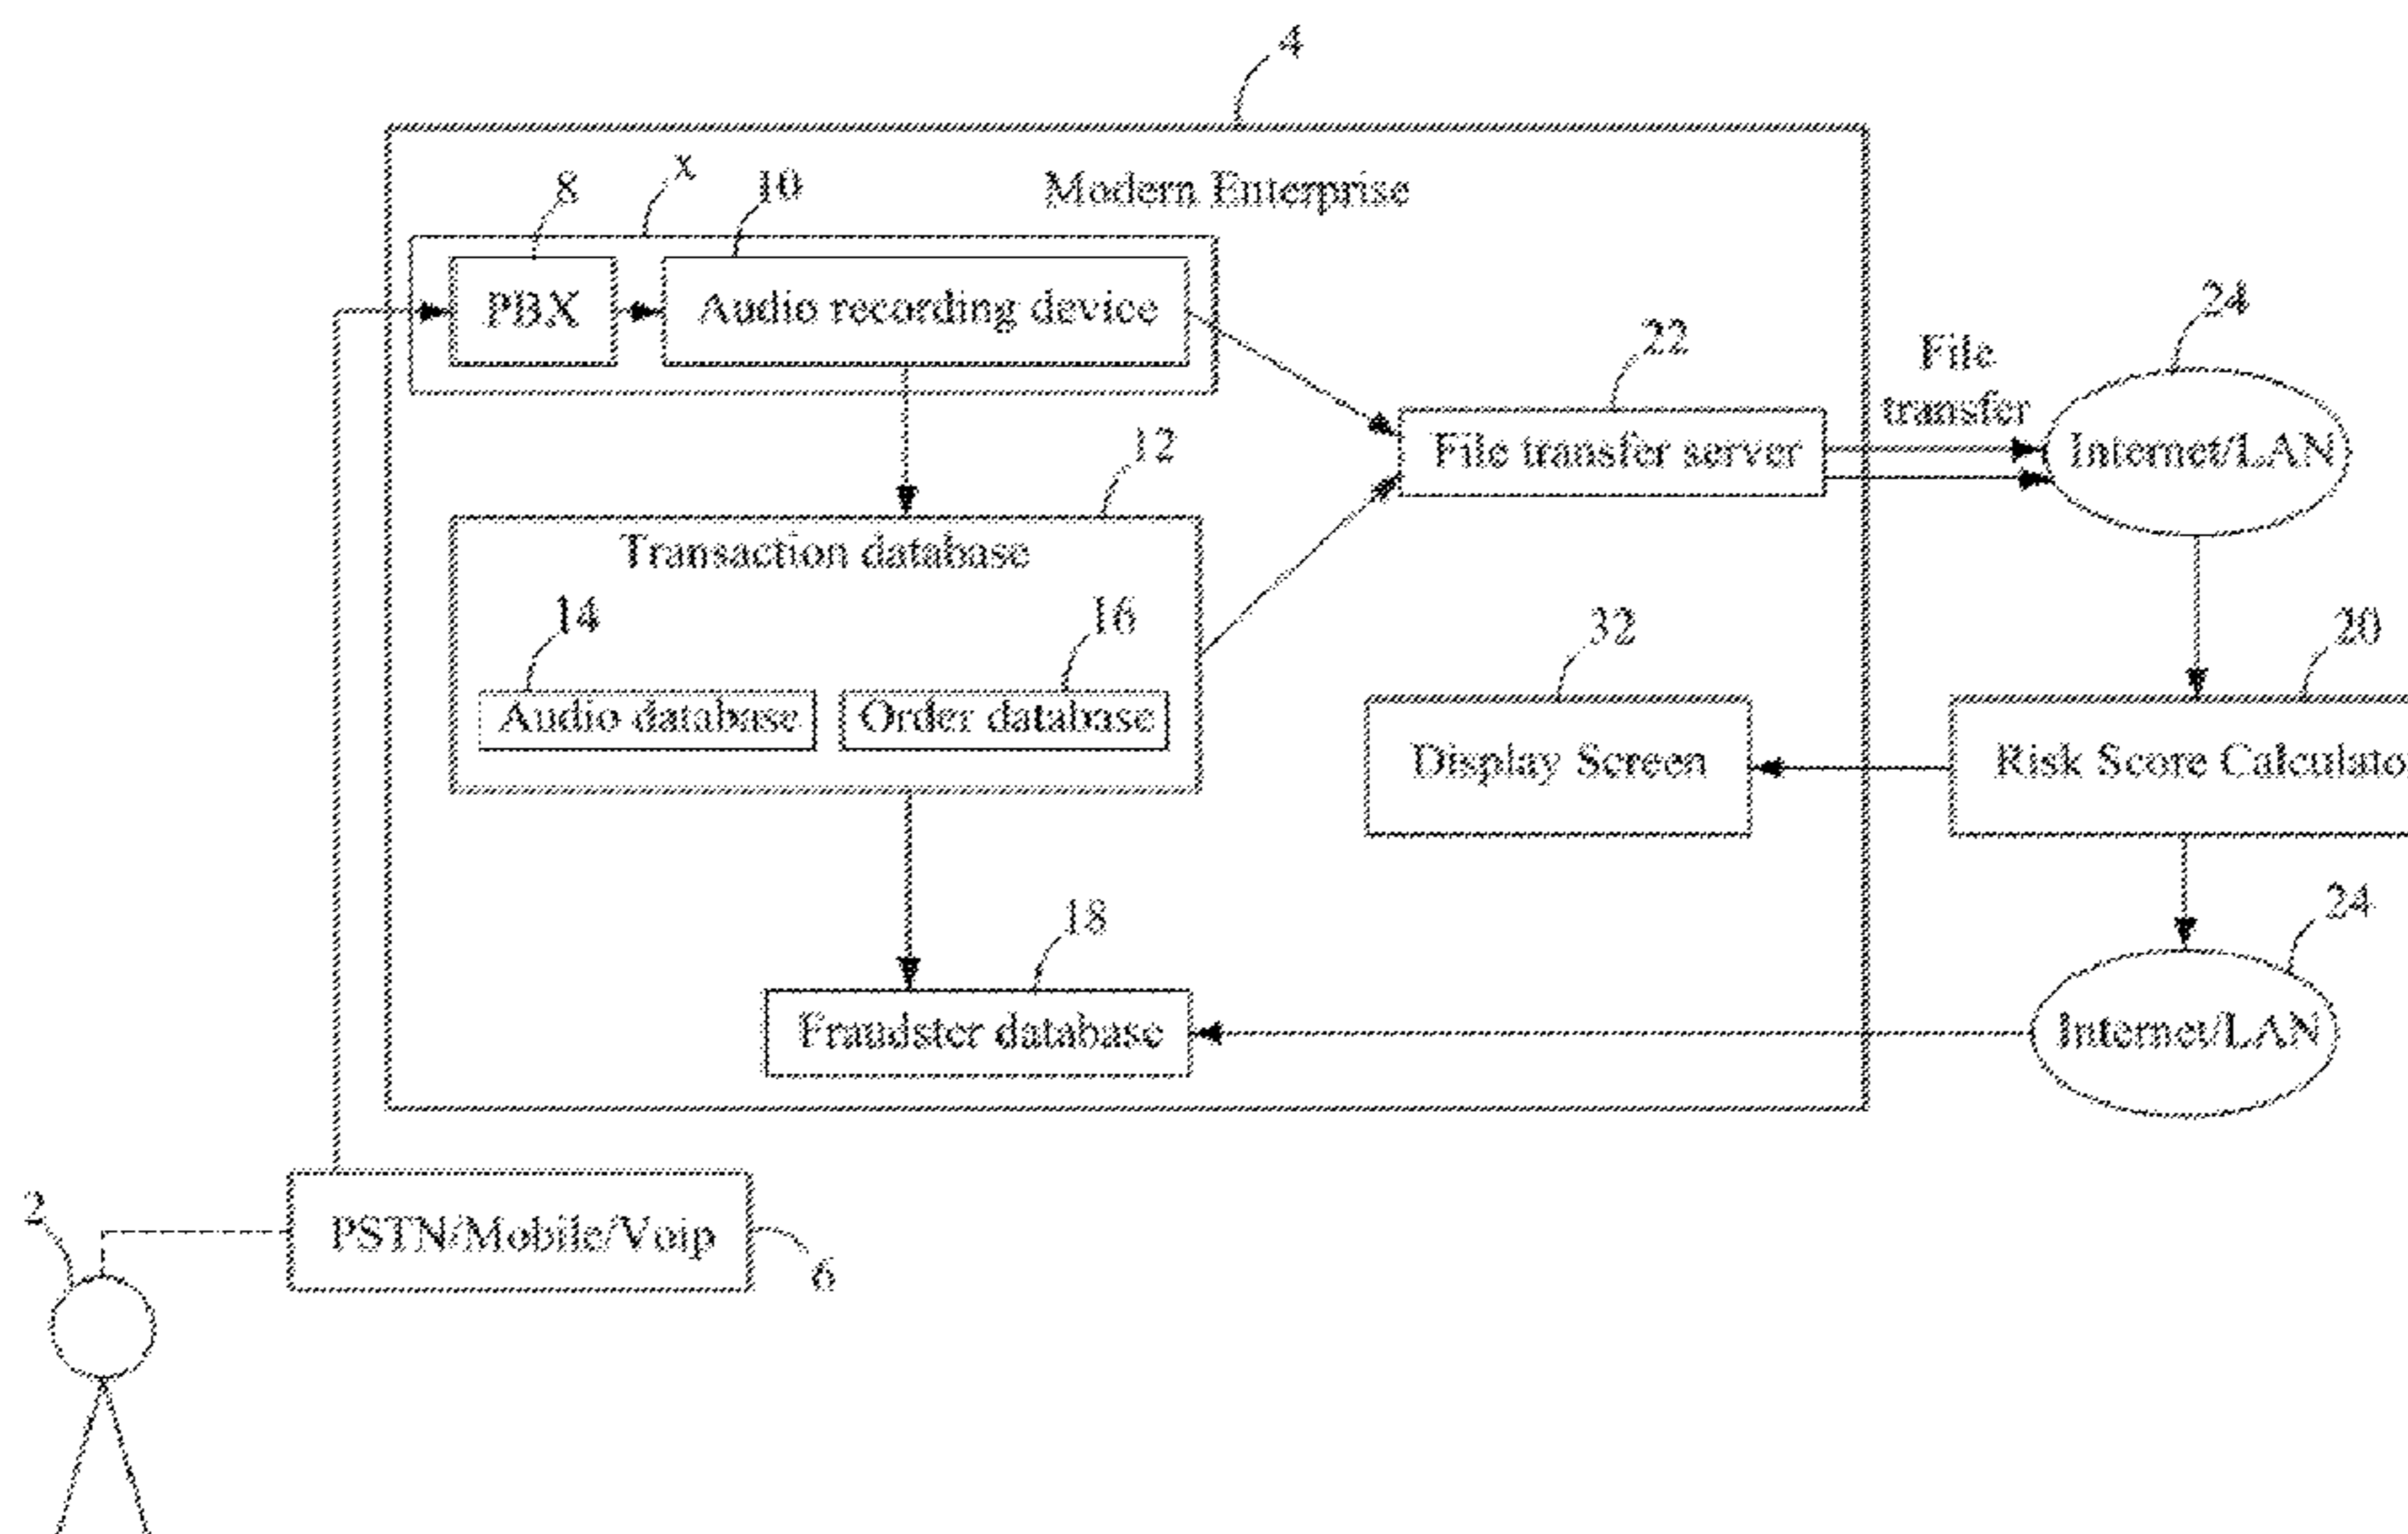 4
Modern Enterprise
8
x
10
PBX
Audio recording device
24
22
File
transfer
File transfer server
Internet/LAN
12
Transaction database
14
16
Audio database
Order database
32
20
Display Screen
Risk Score Calculato
18
24
Fraudster database
Internet/LAN
2
PSTN/Mobile/Voip
6